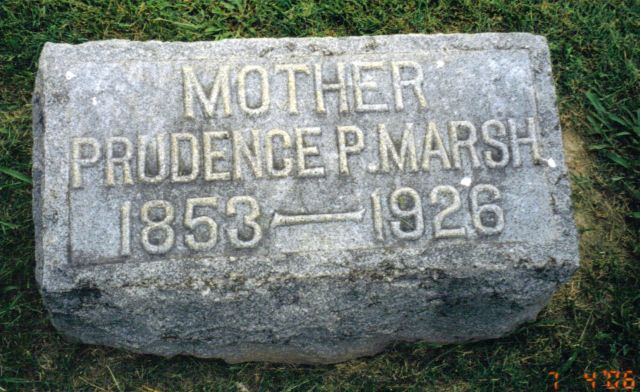 MOTHER
PRUDENCE P. MARSH
1853 — 1926
7 4'06